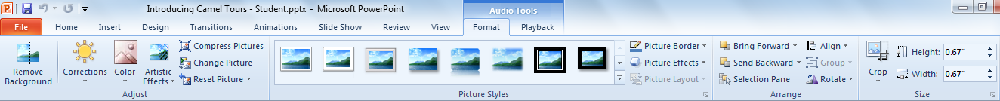 Introducing Camel Tours - Student.pptx - Microsoft PowerPoint
Audio Tools
File Home Insert Design Transitions Animations Slide Show Review View Format Playback
Remove Background
Corrections
Color
Artistic Effects
Compress Pictures
Change Picture
Reset Picture
Adjust
Picture Styles
Picture Border
Picture Effects
Picture Layout
Bring Forward
Send Backward
Selection Pane
Align
Group
Rotate
Arrange
Crop
Height: 0.67"
Width: 0.67"
Size